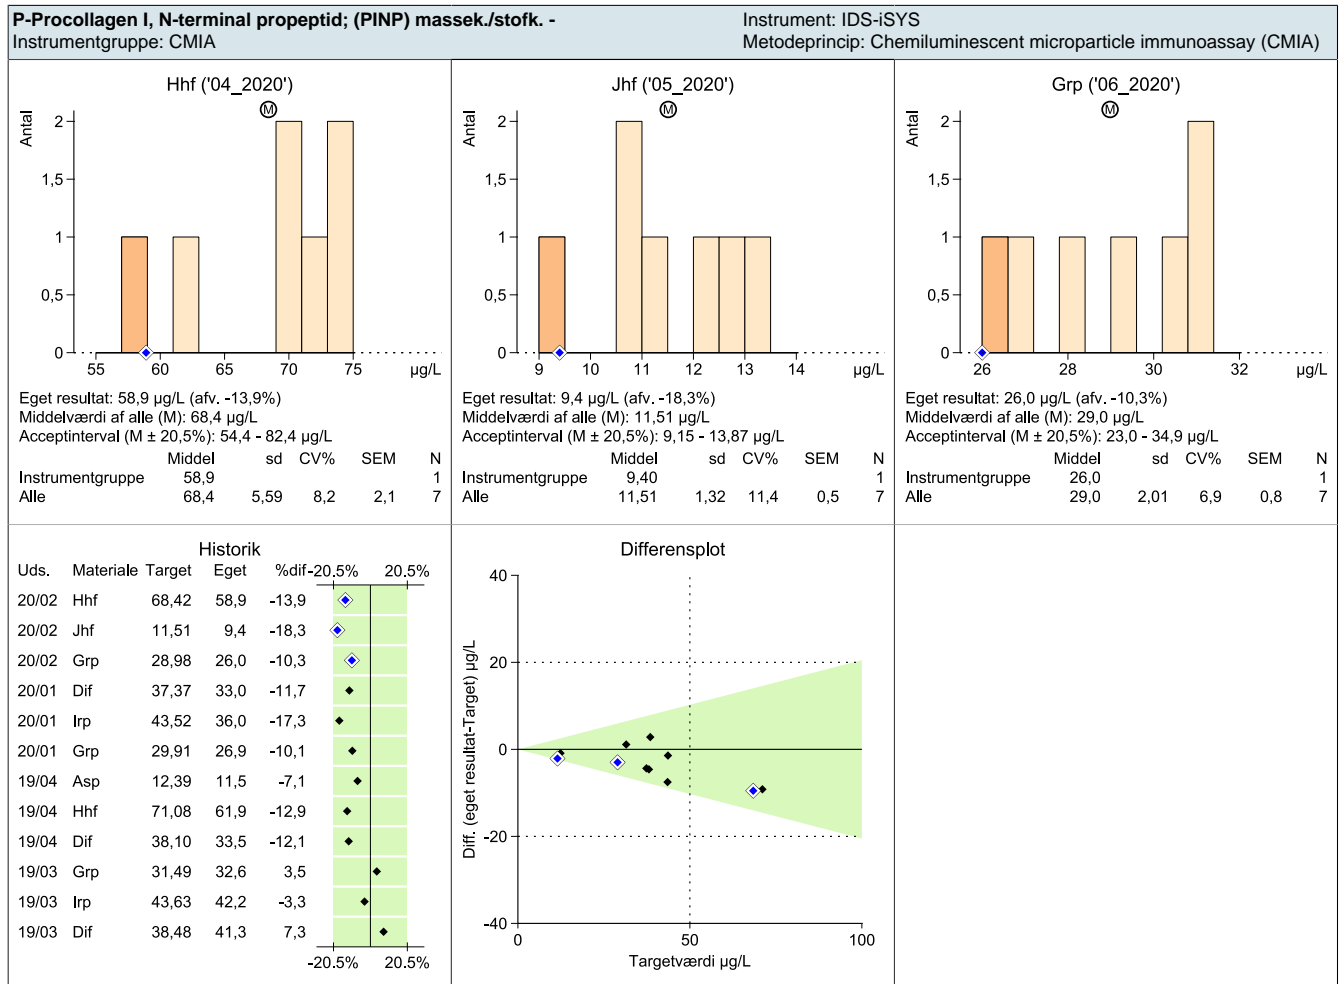 P-Procollagen I, N-terminal propeptid; (PINP) massek./stofk. -
Instrumentgruppe: CMIA
Instrument: IDS-iSYS
Metodeprincip: Chemiluminescent microparticle immunoassay (CMIA)
Hhf ('04_2020')
M
Antal
2
1,5
1
0,5
0
55 60 65 70 75 µg/L
Eget resultat: 58,9 µg/L (afv. -13,9%)
Middelværdi af alle (M): 68,4 µg/L
Acceptinterval (M ± 20,5%): 54,4 - 82,4 µg/L
Middel sd CV% SEM N
Instrumentgruppe 58,9 1
Alle 68,4 5,59 8,2 2,1 7
Jhf ('05_2020')
M
Antal
2
1,5
1
0,5
0
9 10 11 12 13 14 µg/L
Eget resultat: 9,4 µg/L (afv. -18,3%)
Middelværdi af alle (M): 11,51 µg/L
Acceptinterval (M ± 20,5%): 9,15 - 13,87 µg/L
Middel sd CV% SEM N
Instrumentgruppe 9,40 1
Alle 11,51 1,32 11,4 0,5 7
Grp ('06_2020')
M
Antal
2
1,5
1
0,5
0
26 28 30 32 µg/L
Eget resultat: 26,0 µg/L (afv. -10,3%)
Middelværdi af alle (M): 29,0 µg/L
Acceptinterval (M ± 20,5%): 23,0 - 34,9 µg/L
Middel sd CV% SEM N
Instrumentgruppe 26,0 1
Alle 29,0 2,01 6,9 0,8 7
Historik
Uds. Materiale Target Eget %dif -20.5% 20.5%
20/02 Hhf 68,42 58,9 -13,9
20/02 Jhf 11,51 9,4 -18,3
20/02 Grp 28,98 26,0 -10,3
20/01 Dif 37,37 33,0 -11,7
20/01 Irp 43,52 36,0 -17,3
20/01 Grp 29,91 26,9 -10,1
19/04 Asp 12,39 11,5 -7,1
19/04 Hhf 71,08 61,9 -12,9
19/04 Dif 38,10 33,5 -12,1
19/03 Grp 31,49 32,6 3,5
19/03 Irp 43,63 42,2 -3,3
19/03 Dif 38,48 41,3 7,3
-20.5% 20.5%
Differensplot
Diff. (eget resultat-Target) µg/L
40
20
0
-20
-40
0 50 100
Targetværdi µg/L